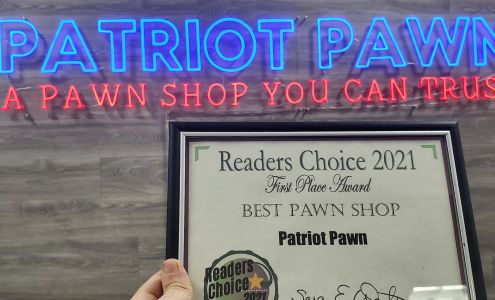 PATRIOT PAWN
A PAWN SHOP YOU CAN TRUS
Readers Choice 2021
First Place Award
BEST PAWN SHOP
Patriot Pawn
Readers
Choice
2021